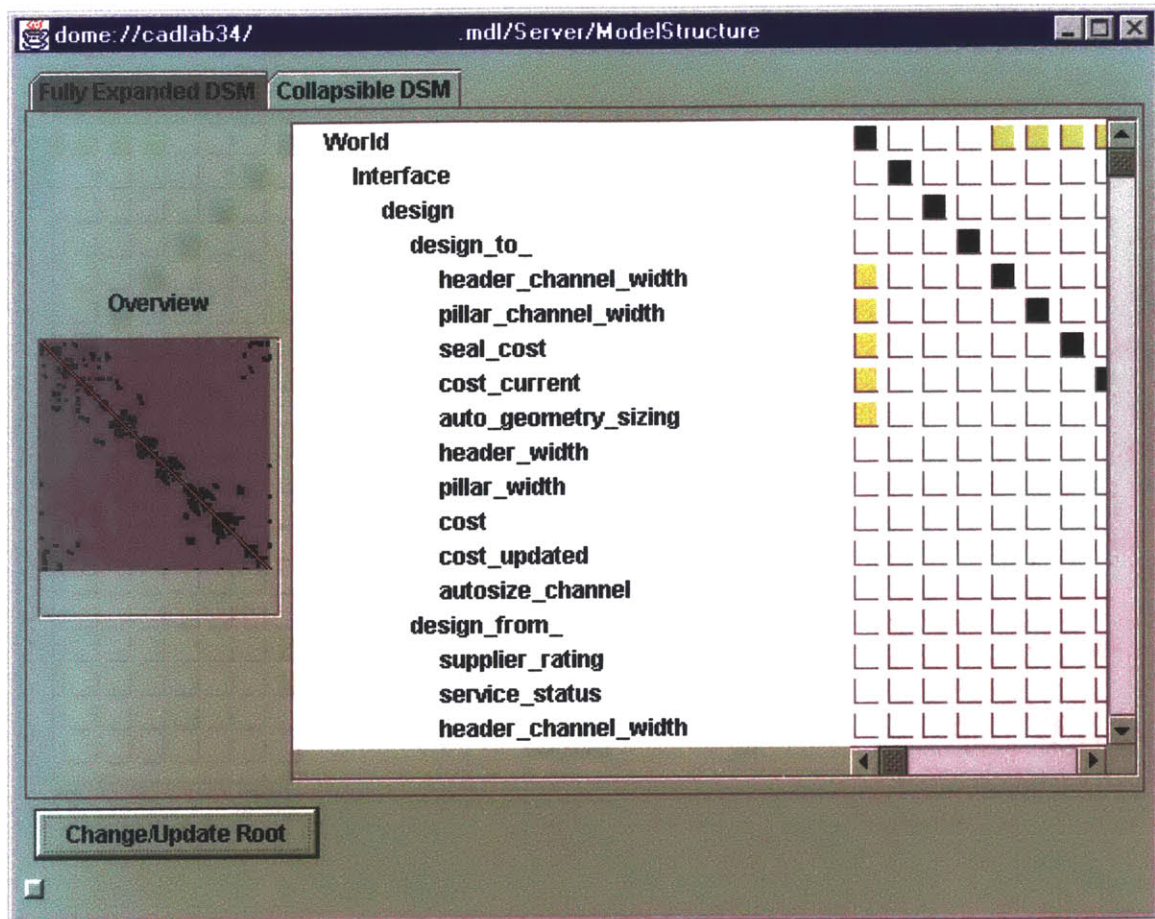 dome://cadlab34/ .mdl/Server/ModelStructure
Fully Expanded DSM Collapsible DSM
Overview
World
Interface
design
design_to_
header_channel_width
pillar_channel_width
seal_cost
cost_current
auto_geometry_sizing
header_width
pillar_width
cost
cost_updated
autosize_channel
design_from_
supplier_rating
service_status
header_channel_width
Change/Update Root